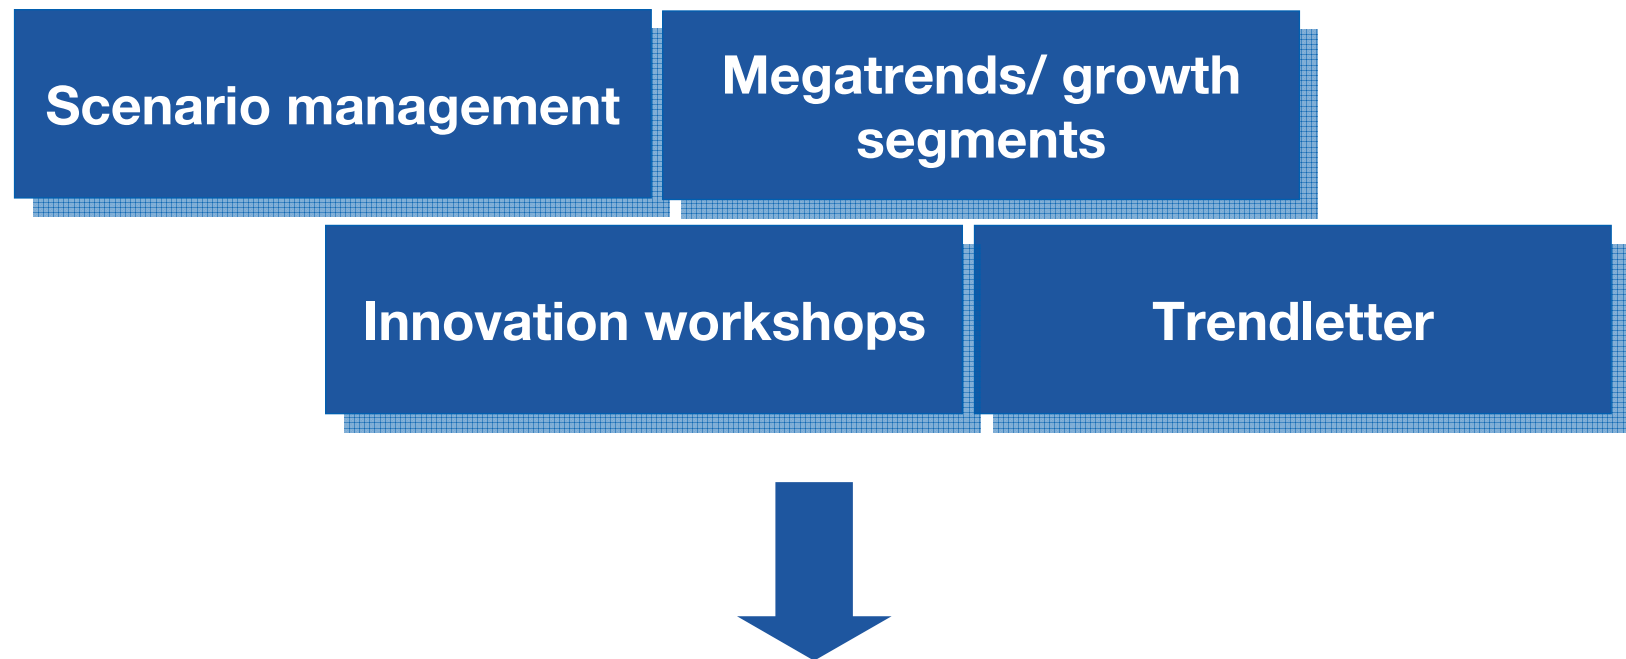 Scenario management
Megatrends/ growth
segments
Innovation workshops
Trendletter